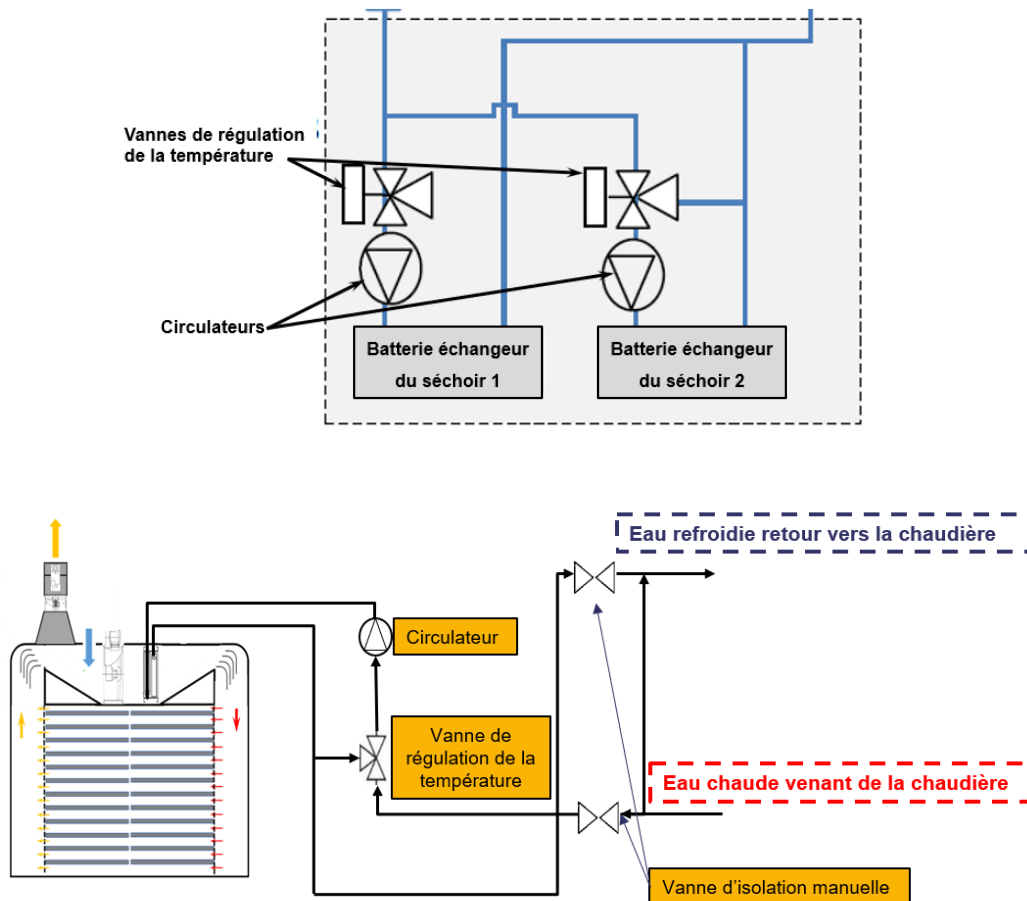 Vannes de régulation
de la température
Circulateurs
Batterie échangeur
du séchoir 1
Batterie échangeur
du séchoir 2
Eau refroidie retour vers la chaudière
Circulateur
Vanne de
régulation de la
température
Eau chaude venant de la chaudière
Vanne d'isolation manuelle